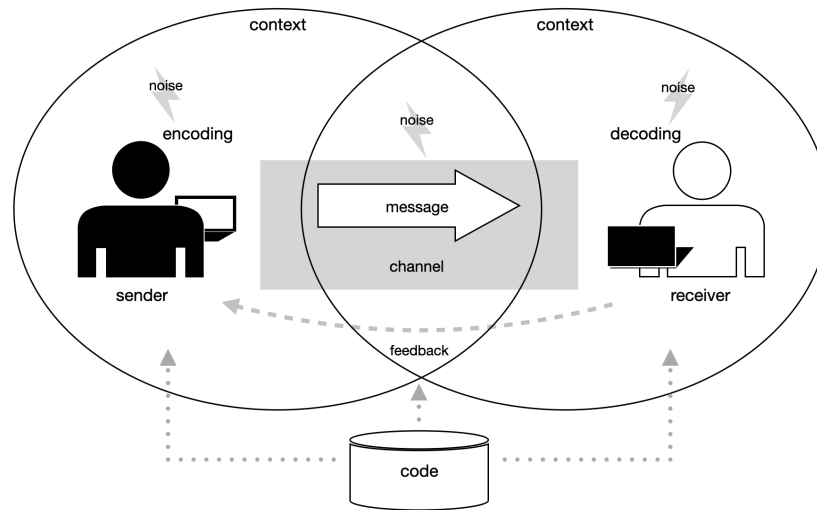 context
context
noise
noise
noise
encoding
decoding
message
channel
sender
receiver
feedback
code